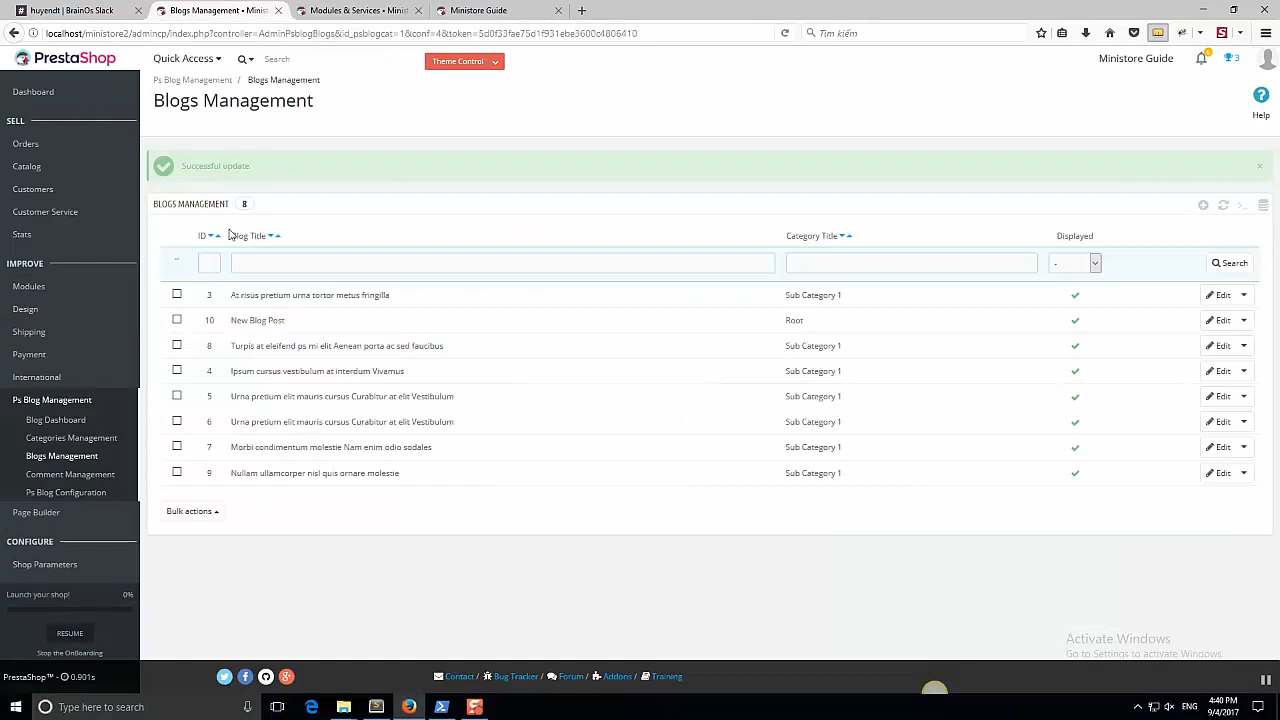 huyendt | BrainOs Slack
Blogs Management • Minist
Modules & Services • Minist
Ministore Guide
localhost/ministore2/admincp/index.php?controller=AdminPsblogBlogs&id_psblogcat=1&conf=4&token=5d0f33fae75d1f931ebe3600c4808610
Tìm kiếm
PrestaShop
Quick Access
Search
Theme Control
Ministore Guide
3
Ps Blog Management / Blogs Management
Blogs Management
Help
Dashboard
SELL
Orders
Catalog
Customers
Customer Service
Stats
IMPROVE
Modules
Design
Shipping
Payment
International
Ps Blog Management
Blog Dashboard
Categories Management
Blogs Management
Comment Management
Ps Blog Configuration
Page Builder
CONFIGURE
Shop Parameters
Launch your shop! 0%
RESUME
Stop the OnBoarding
PrestaShop™ - 0.901s
Successful update.
BLOGS MANAGEMENT 8
ID Blog Title Category Title Displayed
-- - Search
3 At risus pretium urna tortor metus fringilla Sub Category 1 Edit
10 New Blog Post Root Edit
8 Turpis at eleifend ps mi elit Aenean porta ac sed faucibus Sub Category 1 Edit
4 Ipsum cursus vestibulum at interdum Vivamus Sub Category 1 Edit
5 Urna pretium elit mauris cursus Curabitur at elit Vestibulum Sub Category 1 Edit
6 Urna pretium elit mauris cursus Curabitur at elit Vestibulum Sub Category 1 Edit
7 Morbi condimentum molestie Nam enim odio sodales Sub Category 1 Edit
9 Nullam ullamcorper nisl quis ornare molestie Sub Category 1 Edit
Bulk actions
Activate Windows
Go to Settings to activate Windows.
Contact / Bug Tracker / Forum / Addons / Training
Type here to search
ENG
4:40 PM
9/4/2017